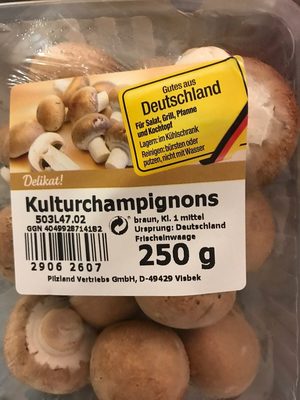 Gutes aus
Deutschland
Für Salat, Grill, Pfanne
und Kochtopf
Lagern: im Kühlschrank
Reinigen: bürsten oder
putzen, nicht mit Wasser
Delikat!
Kulturchampignons
503L47.02
GGN 4049928714182
braun, Kl. 1 mittel
Ursprung: Deutschland
Frischeinwaage
250 g
2906 2607
Pilzland Vertriebs GmbH, D-49429 Visbek